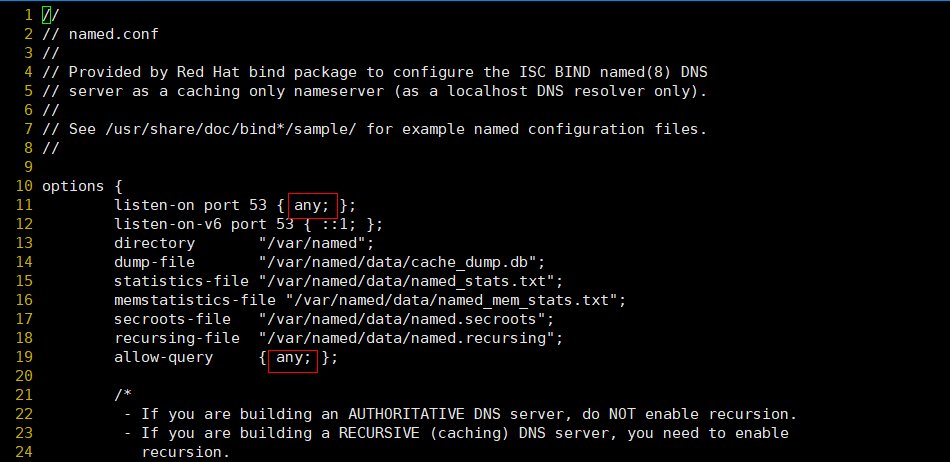 1 //
2 // named.conf
3 //
4 // Provided by Red Hat bind package to configure the ISC BIND named(8) DNS
5 // server as a caching only nameserver (as a localhost DNS resolver only).
6 //
7 // See /usr/share/doc/bind*/sample/ for example named configuration files.
8 //
9
10 options {
11         listen-on port 53 { any; };
12         listen-on-v6 port 53 { ::1; };
13         directory       "/var/named";
14         dump-file       "/var/named/data/cache_dump.db";
15         statistics-file "/var/named/data/named_stats.txt";
16         memstatistics-file "/var/named/data/named_mem_stats.txt";
17         secroots-file   "/var/named/data/named.secroots";
18         recursing-file  "/var/named/data/named.recursing";
19         allow-query     { any; };
20
21         /*
22          - If you are building an AUTHORITATIVE DNS server, do NOT enable recursion.
23          - If you are building a RECURSIVE (caching) DNS server, you need to enable
24            recursion.